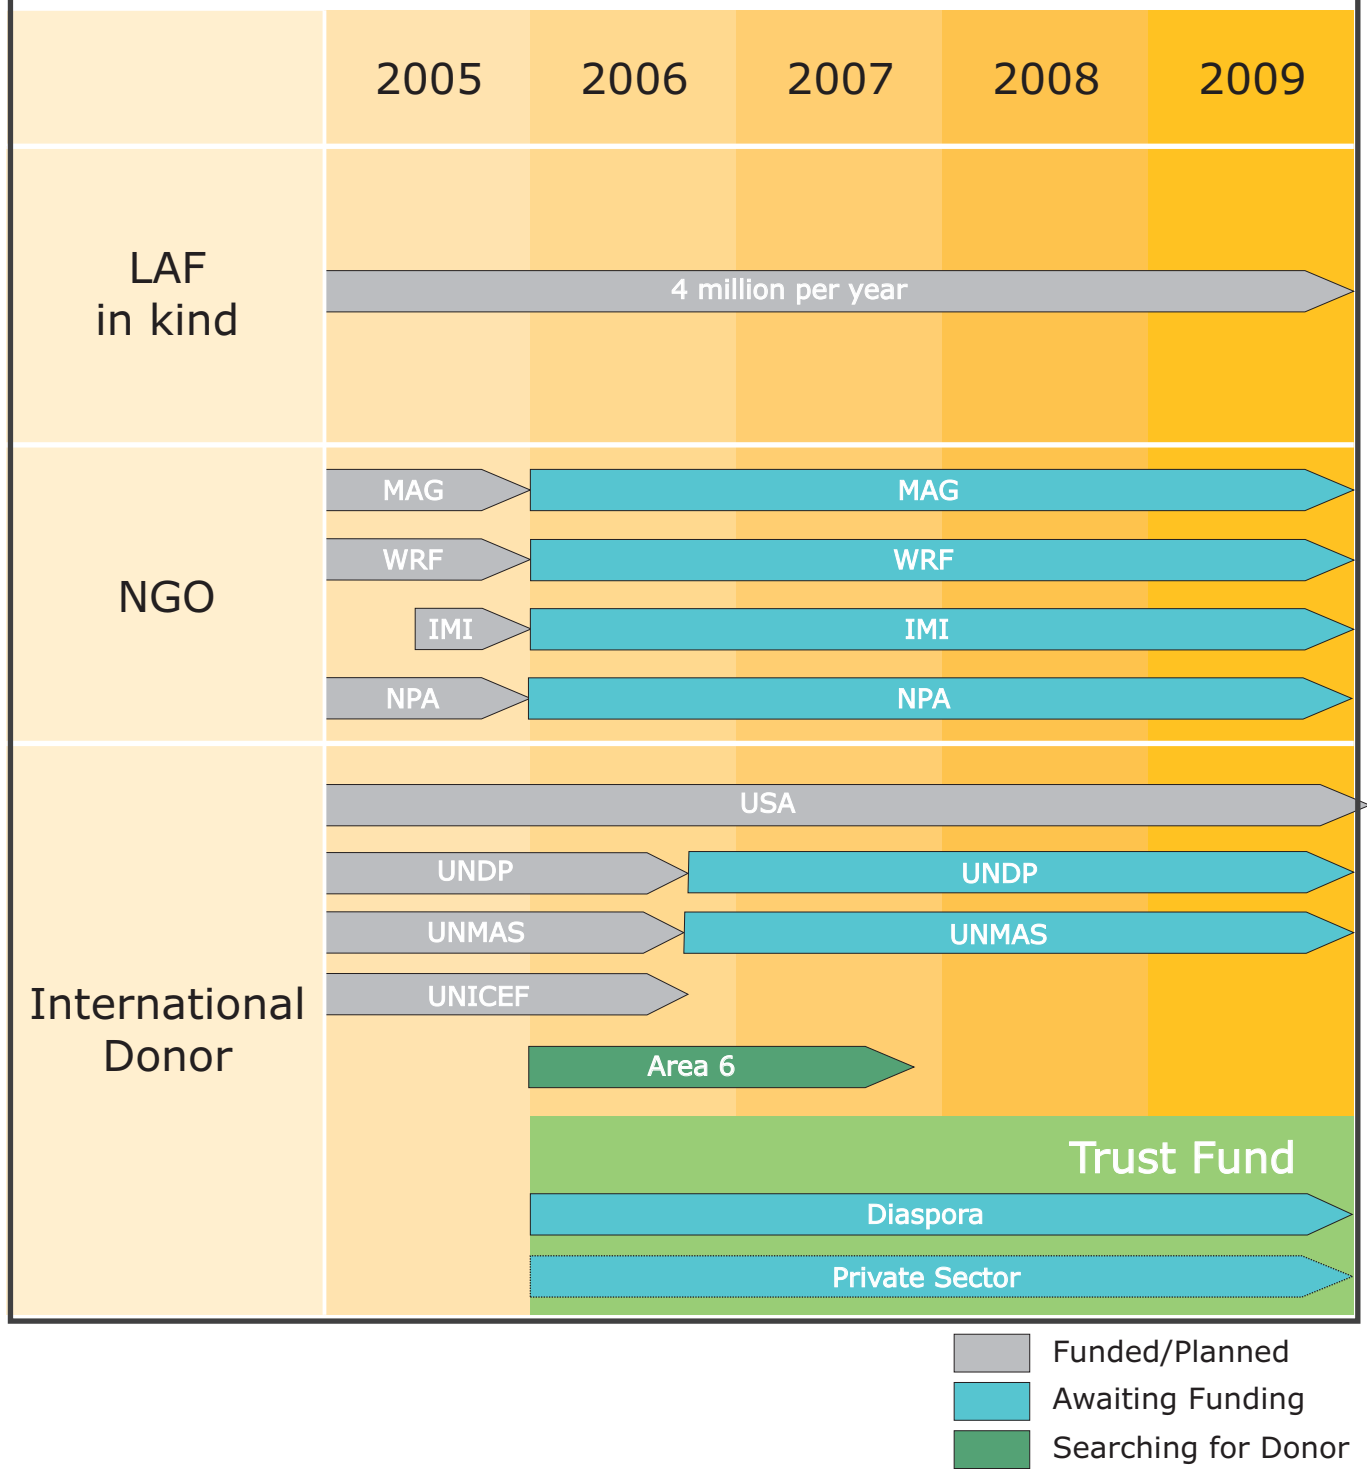 2005 2006 2007 2008 2009
LAF
in kind
4 million per year
NGO
MAG MAG
WRF WRF
IMI IMI
NPA NPA
International
Donor
USA
UNDP UNDP
UNMAS UNMAS
UNICEF
Area 6
Trust Fund
Diaspora
Private Sector
Funded/Planned
Awaiting Funding
Searching for Donor